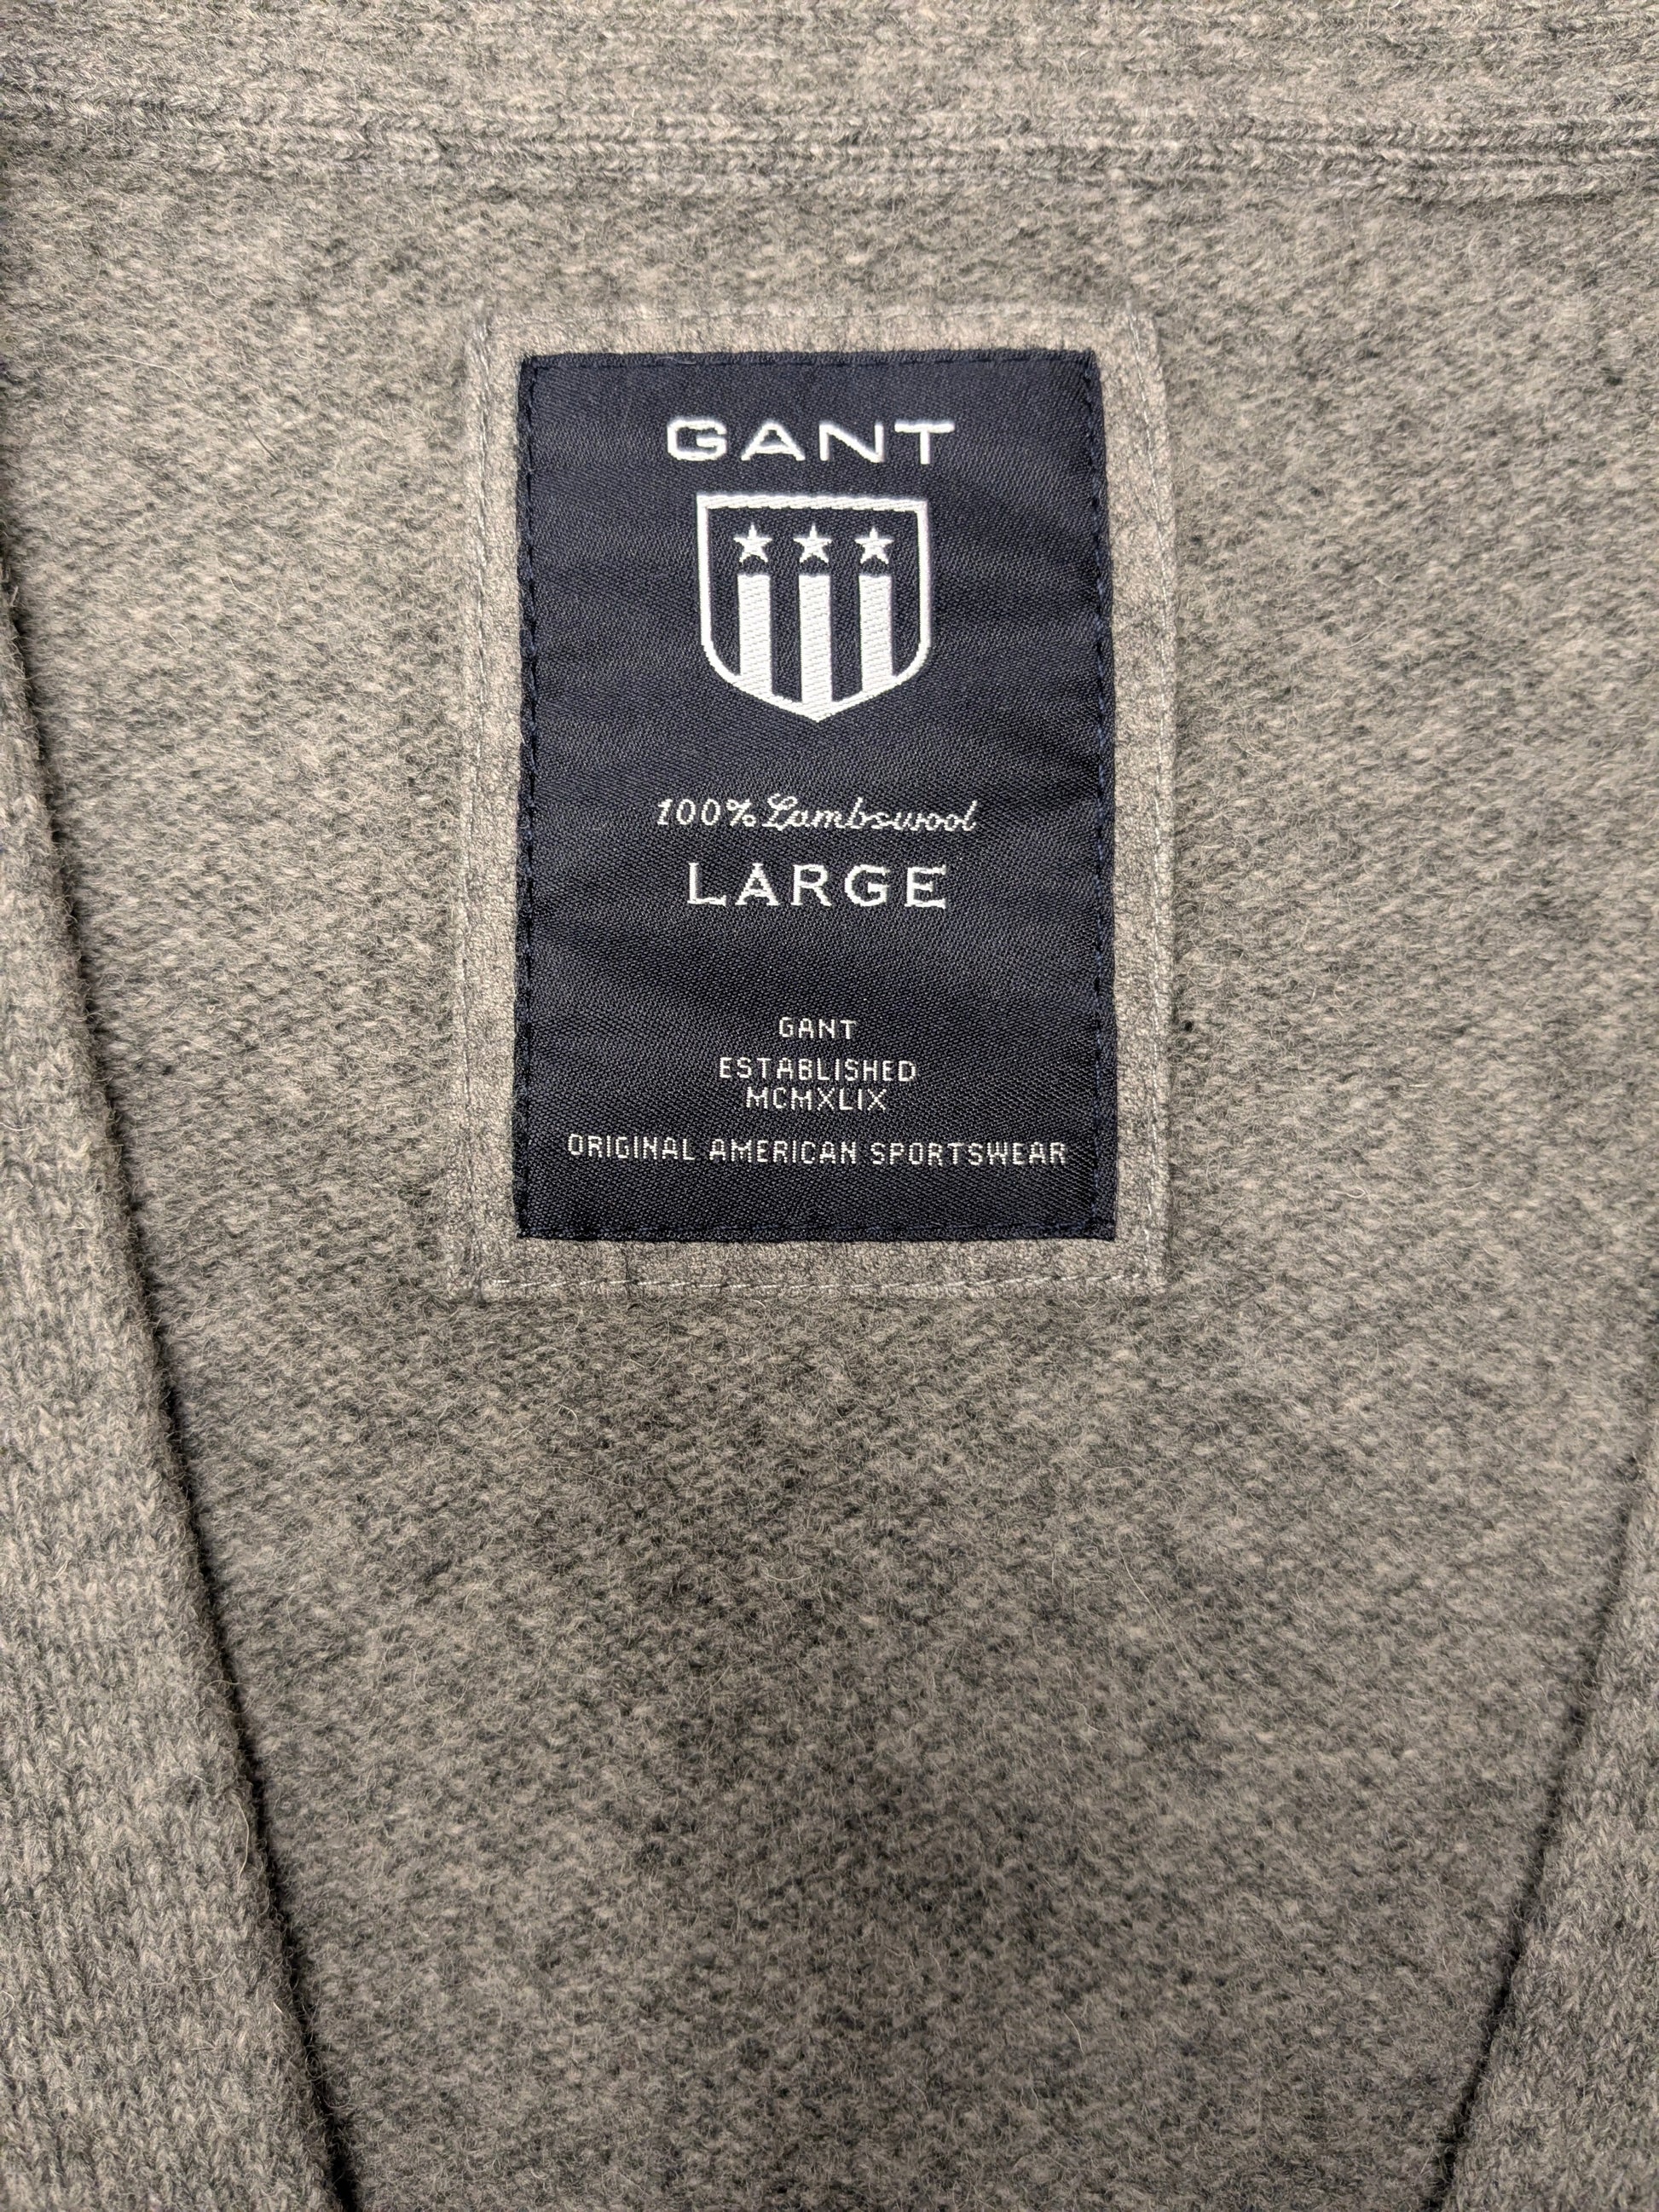 GANT
100% Lambswool
LARGE
GANT
ESTABLISHED
MCMXLIX
ORIGINAL AMERICAN SPORTSWEAR